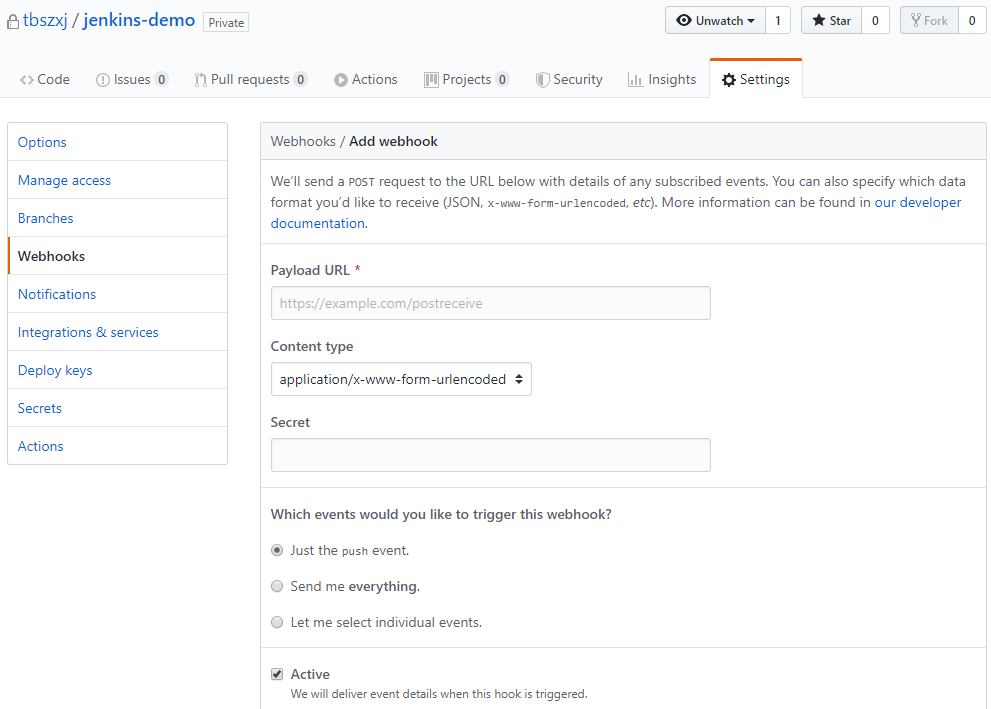 tbszxj / jenkins-demo Private Unwatch 1 Star 0 Fork 0
Code Issues 0 Pull requests 0 Actions Projects 0 Security Insights Settings
Options
Manage access
Branches
Webhooks
Notifications
Integrations & services
Deploy keys
Secrets
Actions
Webhooks / Add webhook
We'll send a POST request to the URL below with details of any subscribed events. You can also specify which data
format you'd like to receive (JSON, x-www-form-urlencoded, etc). More information can be found in our developer
documentation.
Payload URL *
https://example.com/postreceive
Content type
application/x-www-form-urlencoded
Secret
Which events would you like to trigger this webhook?
Just the push event.
Send me everything.
Let me select individual events.
Active
We will deliver event details when this hook is triggered.